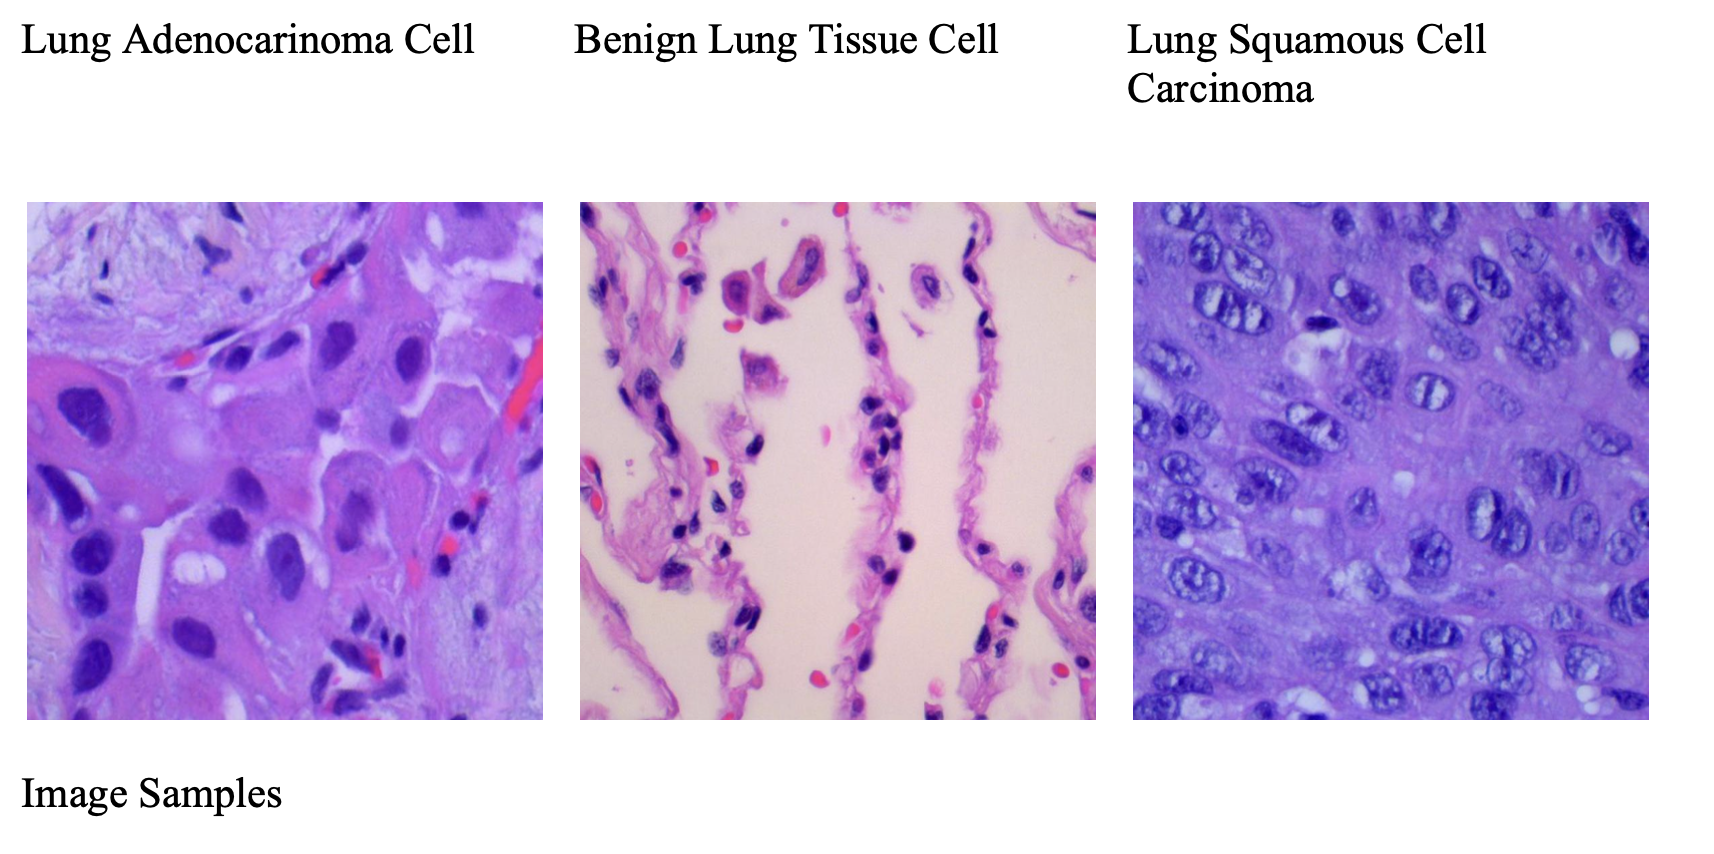 Lung Adenocarinoma Cell
Benign Lung Tissue Cell
Lung Squamous Cell
Carcinoma
Image Samples